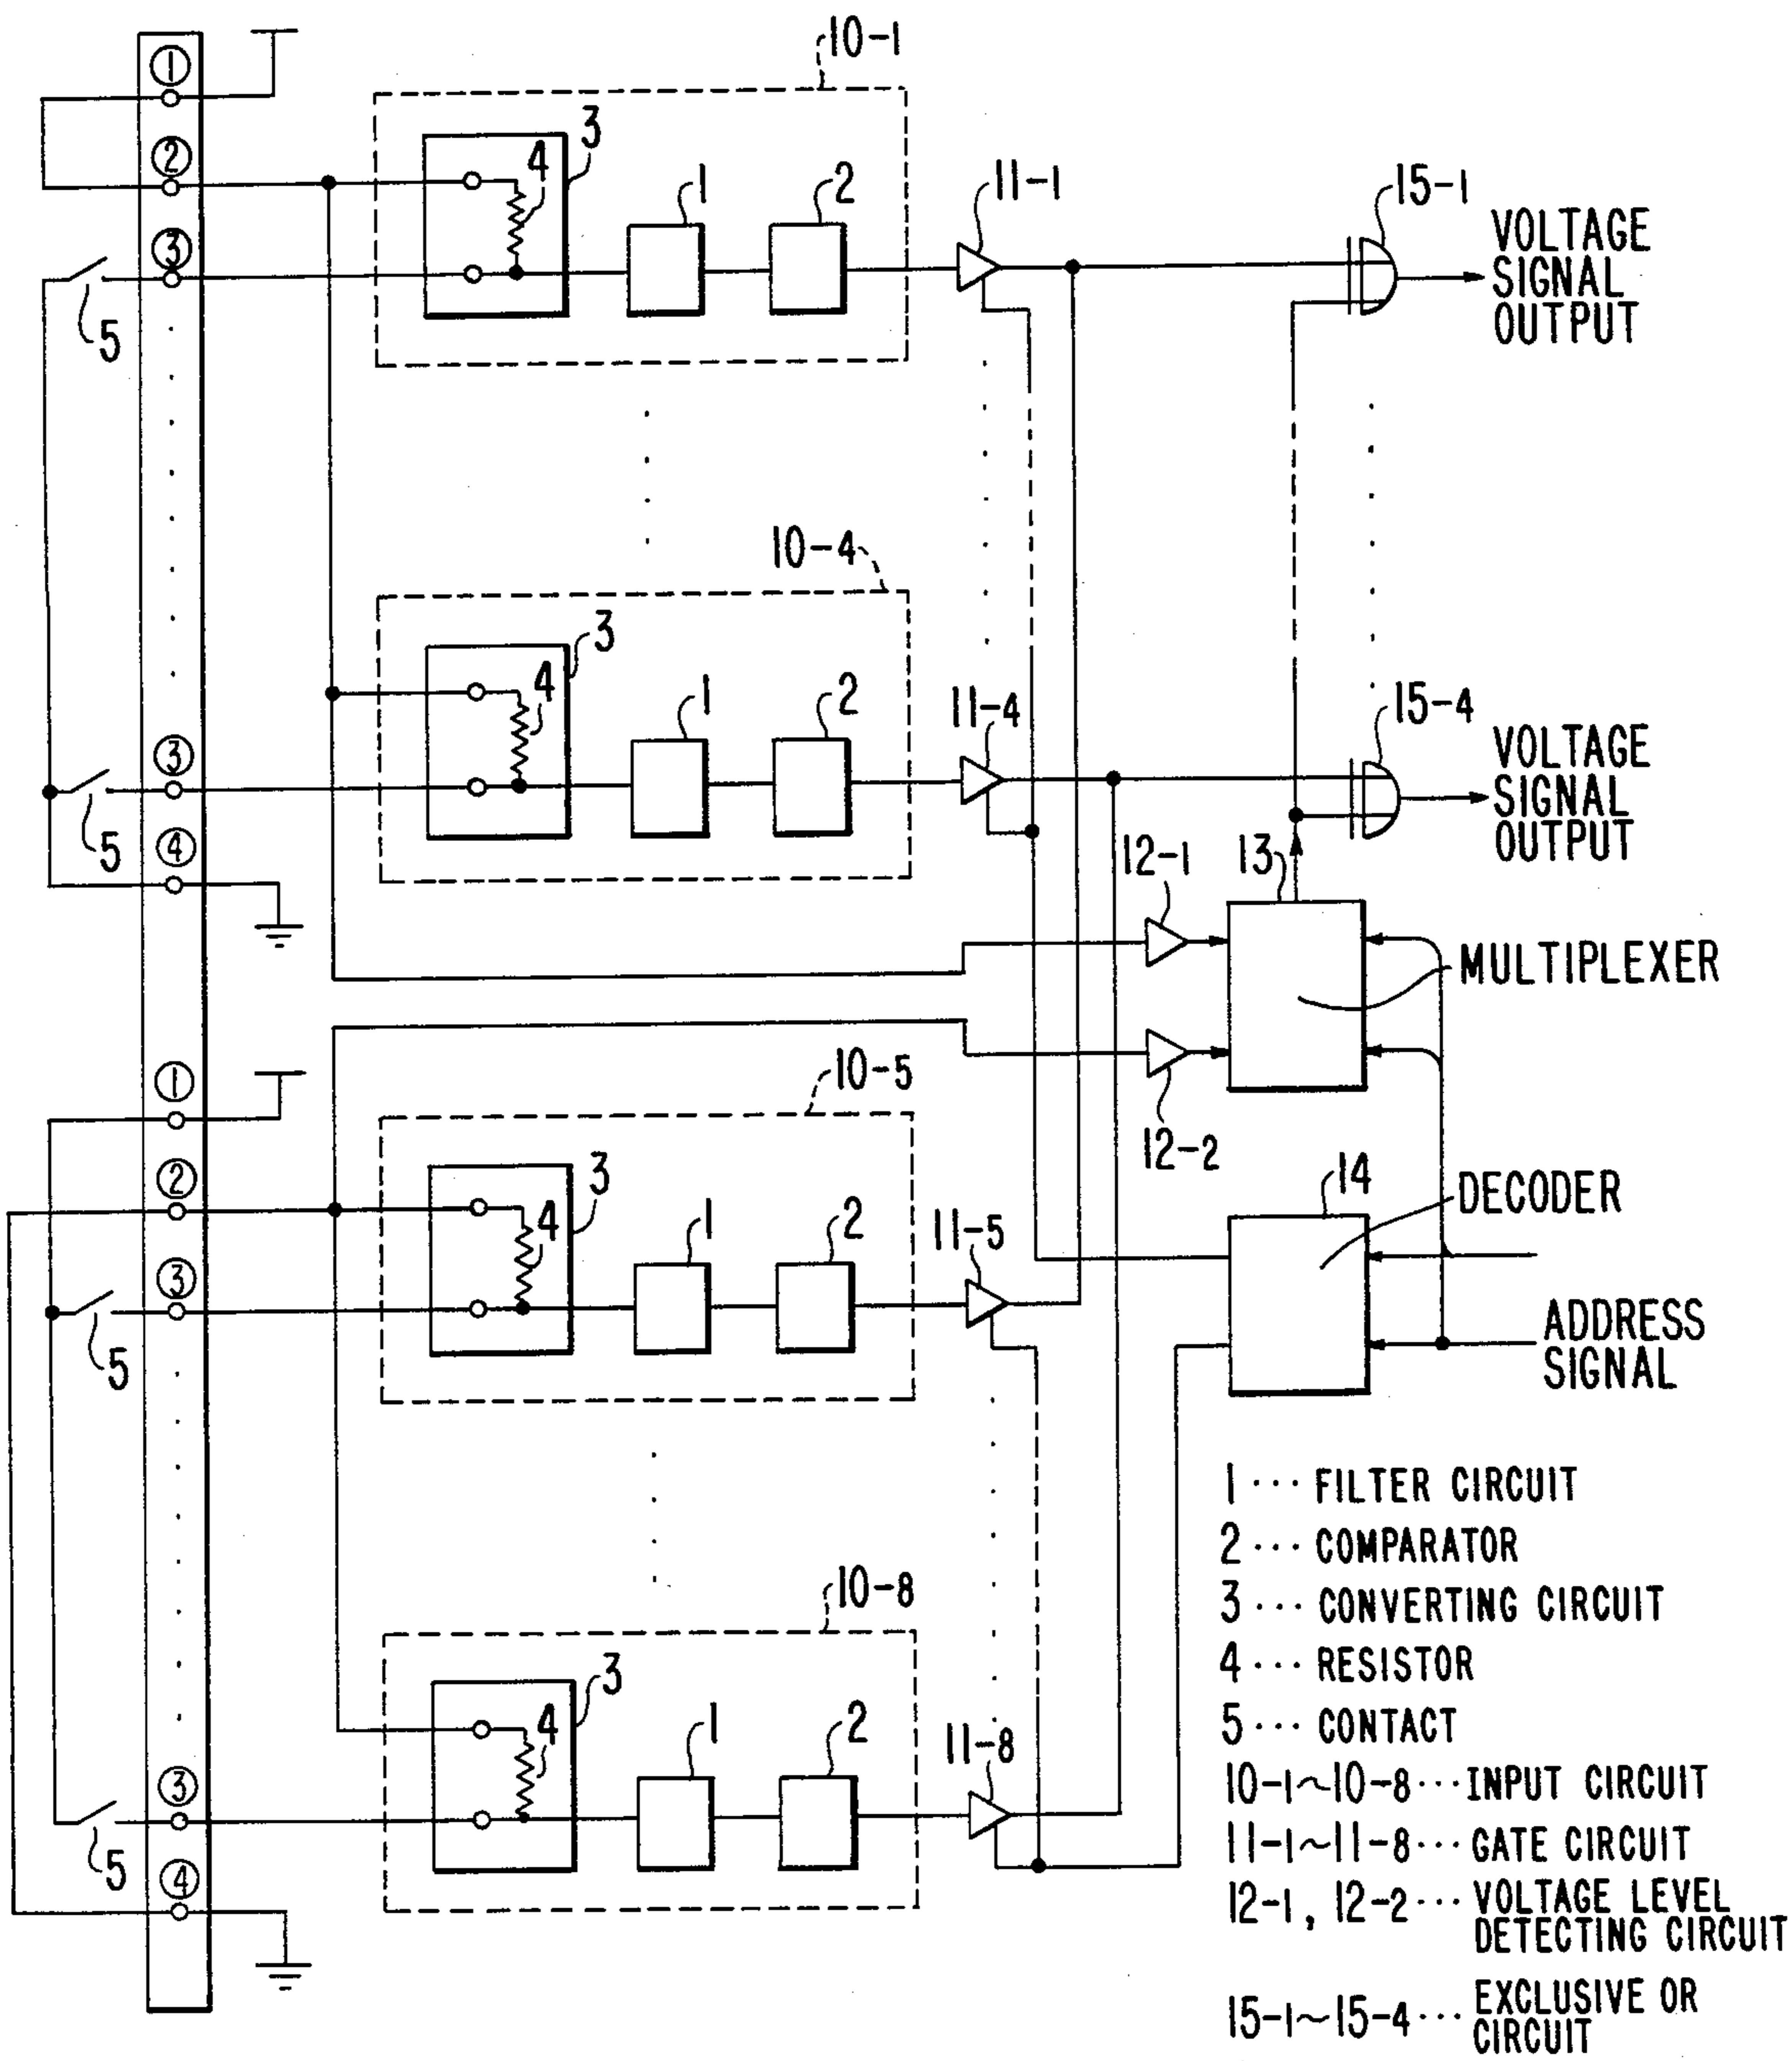 10-1
①
3
②
4
1
2
11-1
15-1
VOLTAGE
SIGNAL
OUTPUT
③
5
10-4
3
4
1
2
11-4
15-4
VOLTAGE
SIGNAL
OUTPUT
③
5
④
12-1
13
MULTIPLEXER
①
10-5
12-2
②
3
14
DECODER
4
1
2
11-5
③
5
ADDRESS
SIGNAL
1 ··· FILTER CIRCUIT
2 ··· COMPARATOR
10-8
3 ··· CONVERTING CIRCUIT
3
4 ··· RESISTOR
4
1
2
11-8
5 ··· CONTACT
③
10-1~10-8 ··· INPUT CIRCUIT
5
④
11-1~11-8 ··· GATE CIRCUIT
12-1, 12-2 ··· VOLTAGE LEVEL
DETECTING CIRCUIT
15-1~15-4 ··· EXCLUSIVE OR
CIRCUIT